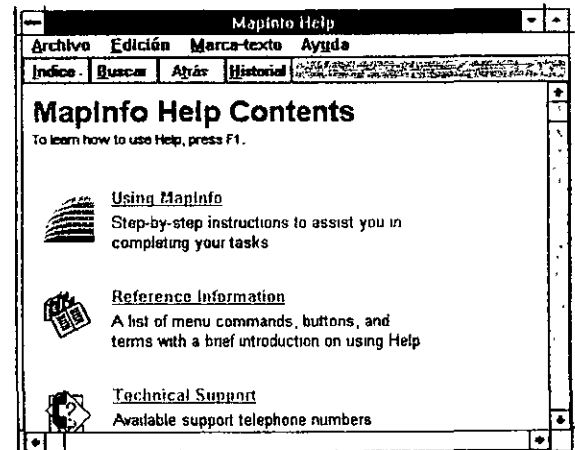 MapInfo Help
Archivo Edición Marca-texto Ayuda
Indice Buscar Atrás Historial
MapInfo Help Contents
To learn how to use Help, press F1.
Using MapInfo
Step-by-step instructions to assist you in
completing your tasks
Reference Information
A list of menu commands, buttons, and
terms with a brief introduction on using Help
Technical Support
Available support telephone numbers